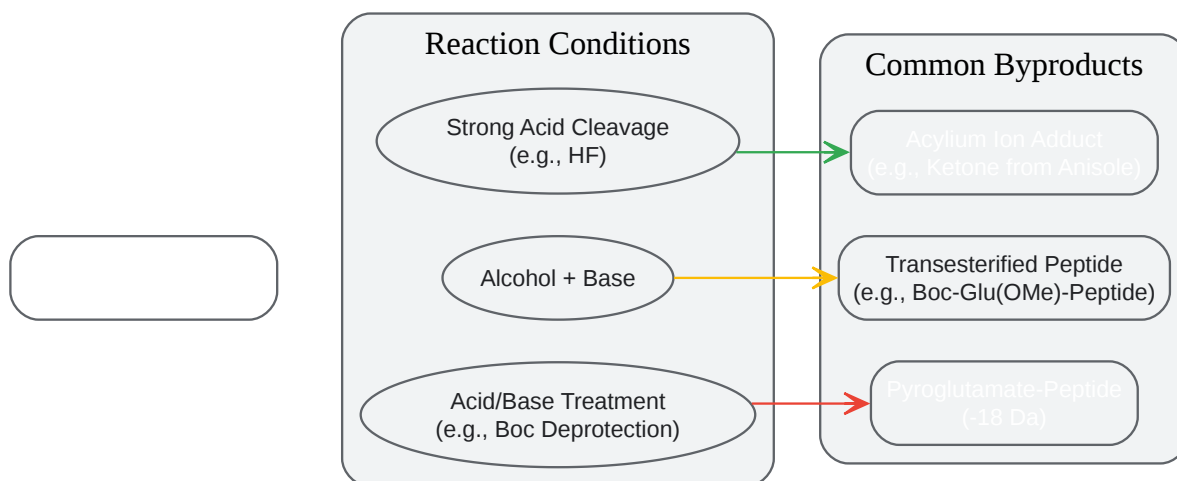 Reaction Conditions
Strong Acid Cleavage
(e.g., HF)
Alcohol + Base
Acid/Base Treatment
(e.g., Boc Deprotection)
Common Byproducts
Acylium Ion Adduct
(e.g., Ketone from Anisole)
Transesterified Peptide
(e.g., Boc-Glu(OMe)-Peptide)
Pyroglutamate-Peptide
(-18 Da)